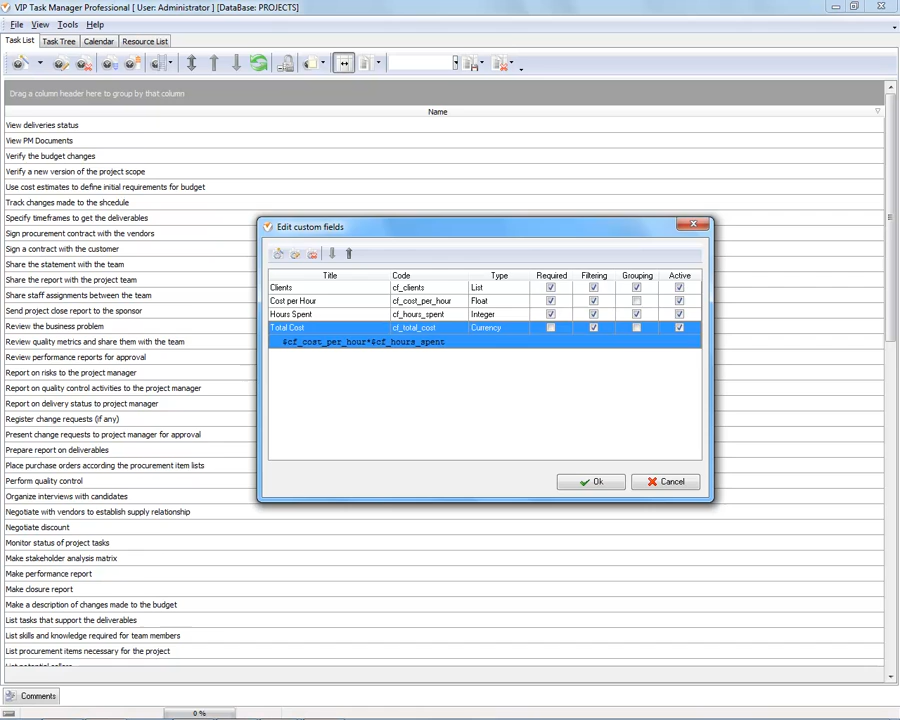 VIP Task Manager Professional [ User: Administrator ] [DataBase: PROJECTS]
File View Tools Help
Task List Task Tree Calendar Resource List
Drag a column header here to group by that column
Name
View deliveries status
View PM Documents
Verify the budget changes
Verify a new version of the project scope
Use cost estimates to define initial requirements for budget
Track changes made to the shcedule
Specify timeframes to get the deliverables
Sign procurement contract with the vendors
Sign a contract with the customer
Share the statement with the team
Share the report with the project team
Share staff assignments between the team
Send project close report to the sponsor
Review the business problem
Review quality metrics and share them with the team
Review performance reports for approval
Report on risks to the project manager
Report on quality control activities to the project manager
Report on delivery status to project manager
Register change requests (if any)
Present change requests to project manager for approval
Prepare report on deliverables
Place purchase orders according the procurement item lists
Perform quality control
Organize interviews with candidates
Negotiate with vendors to establish supply relationship
Negotiate discount
Monitor status of project tasks
Make stakeholder analysis matrix
Make performance report
Make closure report
Make a description of changes made to the budget
List tasks that support the deliverables
List skills and knowledge required for team members
List procurement items necessary for the project
List potential sellers
Edit custom fields
Title Code Type Required Filtering Grouping Active
Clients cf_clients List
Cost per Hour cf_cost_per_hour Float
Hours Spent cf_hours_spent Integer
Total Cost cf_total_cost Currency
$cf_cost_per_hour*$cf_hours_spent
Ok Cancel
Comments
0 %